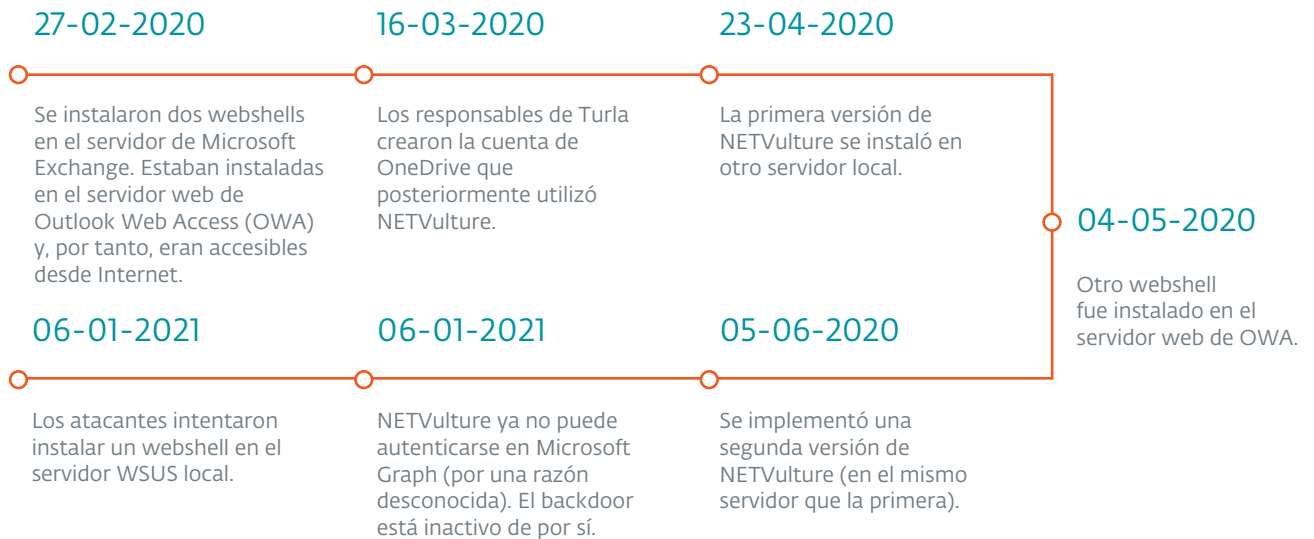 27-02-2020
Se instalaron dos webshells
en el servidor de Microsoft
Exchange. Estaban instaladas
en el servidor web de
Outlook Web Access (OWA)
y, por tanto, eran accesibles
desde Internet.
16-03-2020
Los responsables de Turla
crearon la cuenta de
OneDrive que
posteriormente utilizó
NETVulture.
23-04-2020
La primera versión de
NETVulture se instaló en
otro servidor local.
04-05-2020
Otro webshell
fue instalado en el
servidor web de OWA.
05-06-2020
Se implementó una
segunda versión de
NETVulture (en el mismo
servidor que la primera).
06-01-2021
NETVulture ya no puede
autenticarse en Microsoft
Graph (por una razón
desconocida). El backdoor
está inactivo de por sí.
06-01-2021
Los atacantes intentaron
instalar un webshell en el
servidor WSUS local.